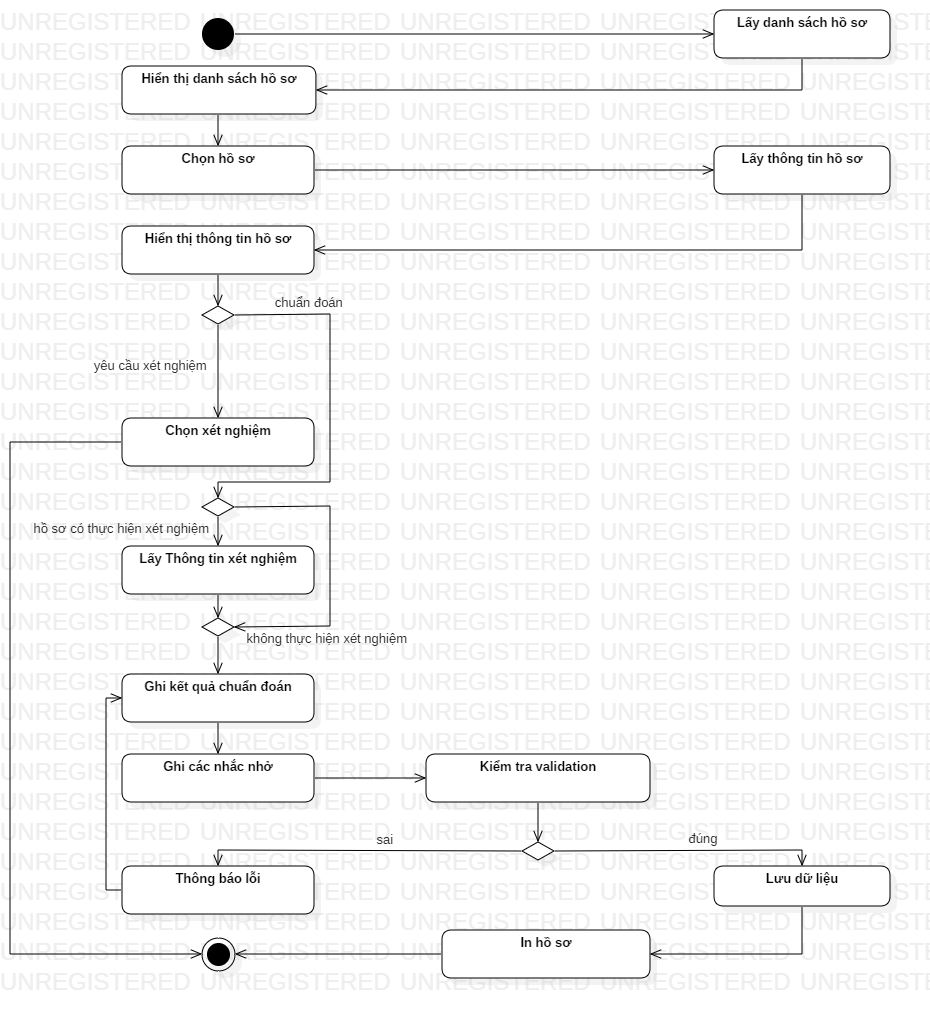 Lấy danh sách hồ sơ
Hiển thị danh sách hồ sơ
Chọn hồ sơ
Lấy thông tin hồ sơ
Hiển thị thông tin hồ sơ
chuẩn đoán
yêu cầu xét nghiệm
Chọn xét nghiệm
hồ sơ có thực hiện xét nghiệm
Lấy Thông tin xét nghiệm
không thực hiện xét nghiệm
Ghi kết quả chuẩn đoán
Ghi các nhắc nhở
Kiểm tra validation
sai
đúng
Thông báo lỗi
Lưu dữ liệu
In hồ sơ
UNREGISTERED